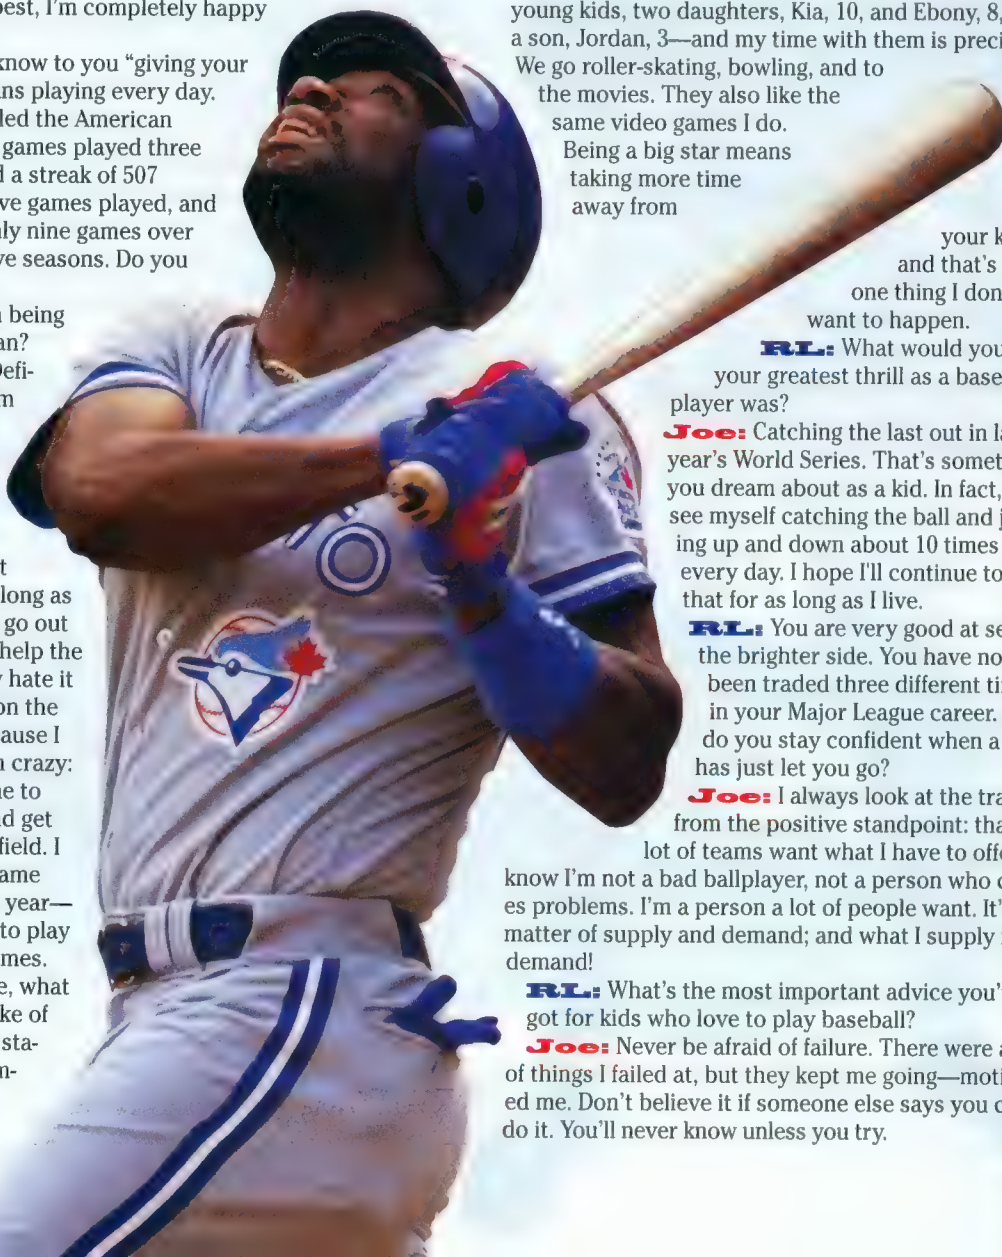 best, I'm completely happy
know to you "giving your
ns playing every day.
led the American
games played three
d a streak of 507
ve games played, and
ly nine games over
ve seasons. Do you
being
an?
Defi-
m
t
long as
go out
help the
hate it
on the
ause I
crazy:
e to
d get
field. I
ame
year—
to play
mes.
e, what
ke of
sta-
n-
young kids, two daughters, Kia, 10, and Ebony, 8,
a son, Jordan, 3—and my time with them is preci
We go roller-skating, bowling, and to
the movies. They also like the
same video games I do.
Being a big star means
taking more time
away from
your k
and that's
one thing I don
want to happen.
RL: What would you
your greatest thrill as a base
player was?
Joe: Catching the last out in la
year's World Series. That's somet
you dream about as a kid. In fact,
see myself catching the ball and j
ing up and down about 10 times
every day. I hope I'll continue to
that for as long as I live.
RL: You are very good at se
the brighter side. You have no
been traded three different ti
in your Major League career.
do you stay confident when a
has just let you go?
Joe: I always look at the tra
from the positive standpoint: tha
lot of teams want what I have to offe
know I'm not a bad ballplayer, not a person who c
es problems. I'm a person a lot of people want. It'
matter of supply and demand; and what I supply
demand!
RL: What's the most important advice you'
got for kids who love to play baseball?
Joe: Never be afraid of failure. There were a
of things I failed at, but they kept me going—moti
ed me. Don't believe it if someone else says you c
do it. You'll never know unless you try.